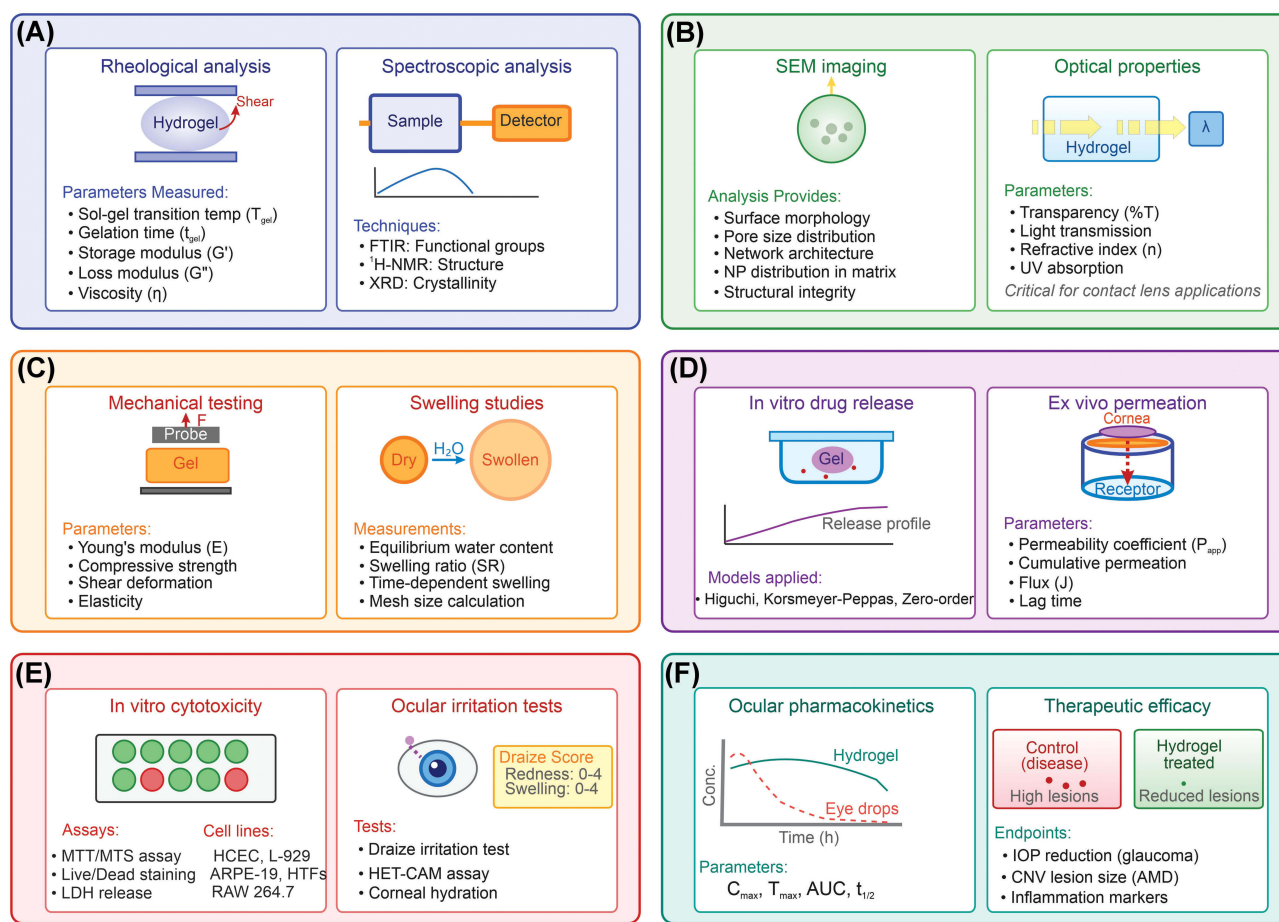 (A)
Rheological analysis
Hydrogel
Shear
Parameters Measured:
• Sol-gel transition temp (Tgel)
• Gelation time (tgel)
• Storage modulus (G')
• Loss modulus (G")
• Viscosity (η)
Spectroscopic analysis
Sample
Detector
Techniques:
• FTIR: Functional groups
• ¹H-NMR: Structure
• XRD: Crystallinity
(B)
SEM imaging
Analysis Provides:
• Surface morphology
• Pore size distribution
• Network architecture
• NP distribution in matrix
• Structural integrity
Optical properties
λ
Hydrogel
Parameters:
• Transparency (%T)
• Light transmission
• Refractive index (n)
• UV absorption
Critical for contact lens applications
(C)
Mechanical testing
F
Probe
Gel
Parameters:
• Young's modulus (E)
• Compressive strength
• Shear deformation
• Elasticity
Swelling studies
Dry
H₂O
Swollen
Measurements:
• Equilibrium water content
• Swelling ratio (SR)
• Time-dependent swelling
• Mesh size calculation
(D)
In vitro drug release
Gel
Release profile
Models applied:
• Higuchi, Korsmeyer-Peppas, Zero-order
Ex vivo permeation
Cornea
Receptor
Parameters:
• Permeability coefficient (Papp)
• Cumulative permeation
• Flux (J)
• Lag time
(E)
In vitro cytotoxicity
Assays:
• MTT/MTS assay
• Live/Dead staining
• LDH release
Cell lines:
HCEC, L-929
ARPE-19, HTFs
RAW 264.7
Ocular irritation tests
Draize Score
Redness: 0-4
Swelling: 0-4
Tests:
• Draize irritation test
• HET-CAM assay
• Corneal hydration
(F)
Ocular pharmacokinetics
Conc.
Hydrogel
Eye drops
Time (h)
Parameters:
Cmax, Tmax, AUC, t1/2
Therapeutic efficacy
Control
(disease)
High lesions
Hydrogel
treated
Reduced lesions
Endpoints:
• IOP reduction (glaucoma)
• CNV lesion size (AMD)
• Inflammation markers